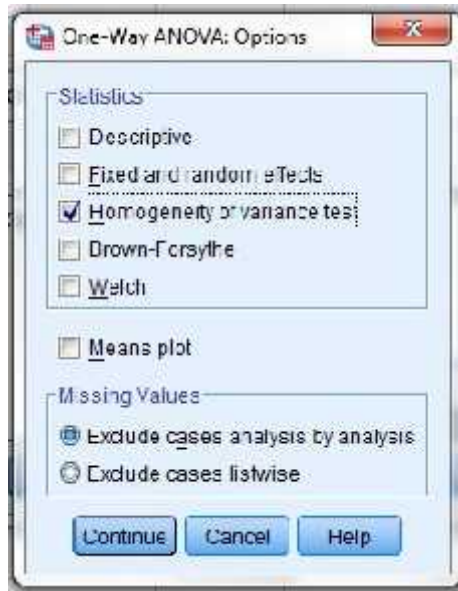 One-Way ANOVA: Options
Statistics
Descriptive
Fixed and random effects
Homogeneity of variance test
Brown-Forsythe
Welch
Means plot
Missing Values
Exclude cases analysis by analysis
Exclude cases listwise
Continue Cancel Help